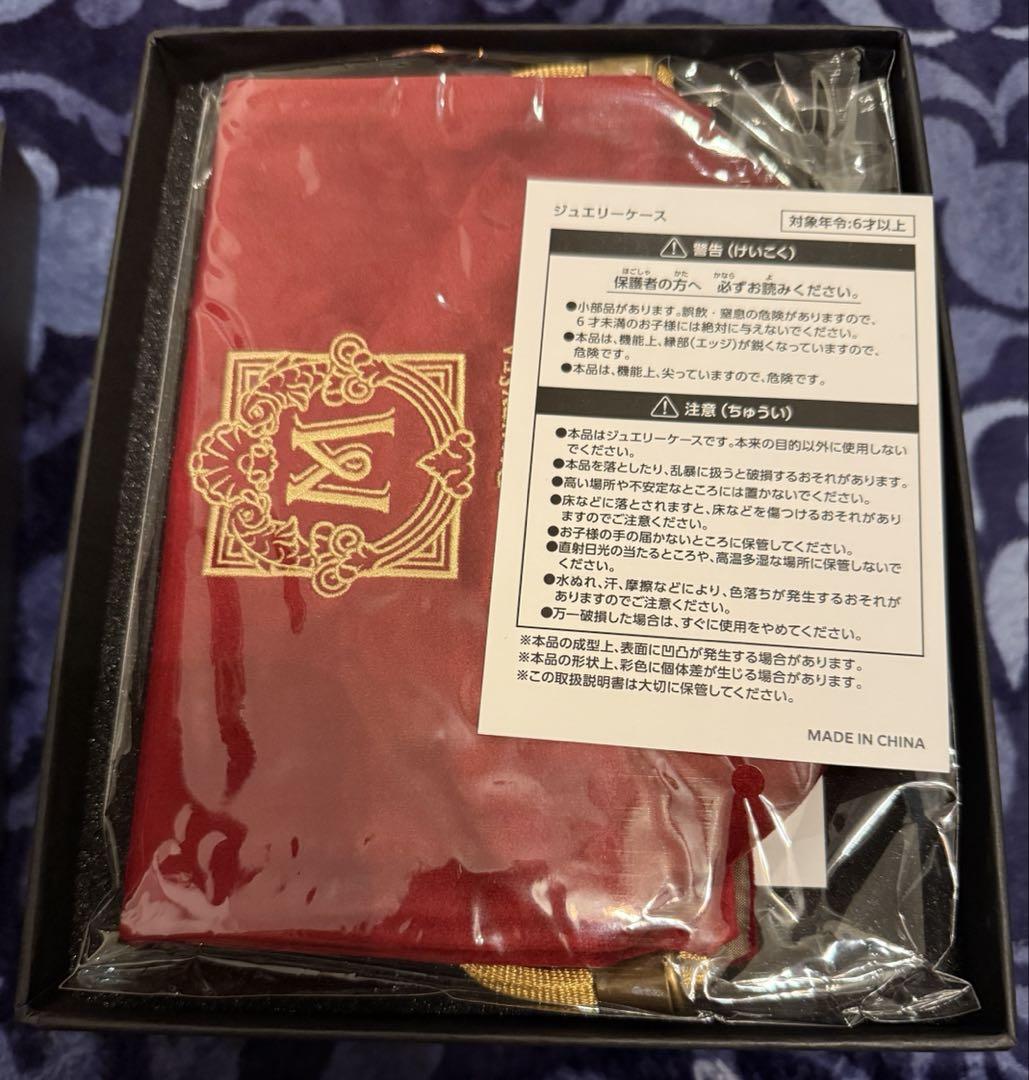 M
ジュエリーケース
対象年令:6才以上
警告(けいこく)
保護者の方へ 必ずお読みください。
●小部品があります。誤飲・窒息の危険がありますので、
6才未満のお子様には絶対に与えないでください。
●本品は、機能上、縁部(エッジ)が鋭くなっていますので、
危険です。
●本品は、機能上、尖っていますので、危険です。
注意(ちゅうい)
●本品はジュエリーケースです。本来の目的以外に使用しない
でください。
●本品を落としたり、乱暴に扱うと破損するおそれがあります。
●高い場所や不安定なところには置かないでください。
●床などに落とされますと、床などを傷つけるおそれがあり
ますのでご注意ください。
●お子様の手の届かないところに保管してください。
●直射日光の当たるところや、高温多湿な場所に保管しないで
ください。
●水ぬれ、汗、摩擦などにより、色落ちが発生するおそれが
ありますのでご注意ください。
●万一破損した場合は、すぐに使用をやめてください。
※本品の成型上、表面に凹凸が発生する場合があります。
※本品の形状上、彩色に個体差が生じる場合があります。
※この取扱説明書は大切に保管してください。
MADE IN CHINA